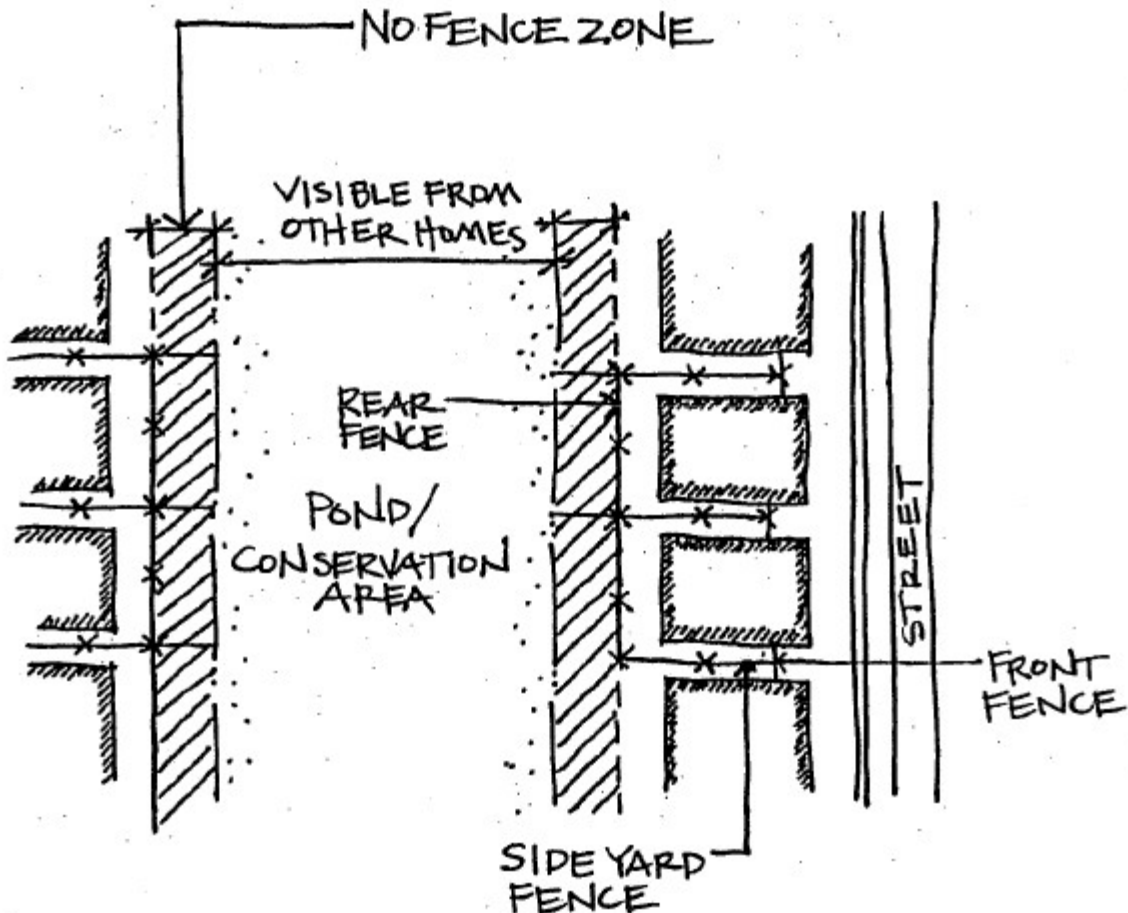 NO FENCE ZONE
VISIBLE FROM
OTHER HOMES
REAR
FENCE
POND/
CONSERVATION
AREA
STREET
FRONT
FENCE
SIDE YARD
FENCE